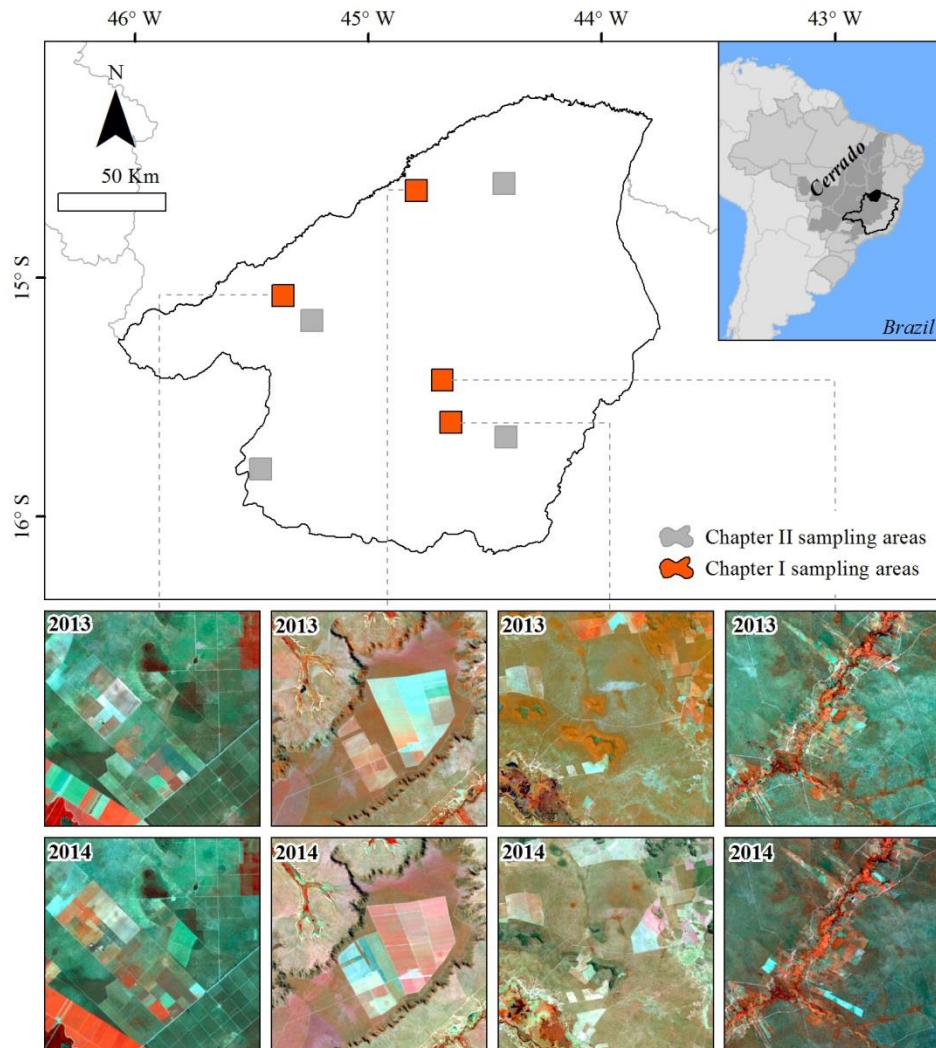 46° W
45° W
44° W
43° W
N
50 Km
Cerrado
Brazil
15° S
16° S
Chapter II sampling areas
Chapter I sampling areas
2013
2013
2013
2013
2014
2014
2014
2014